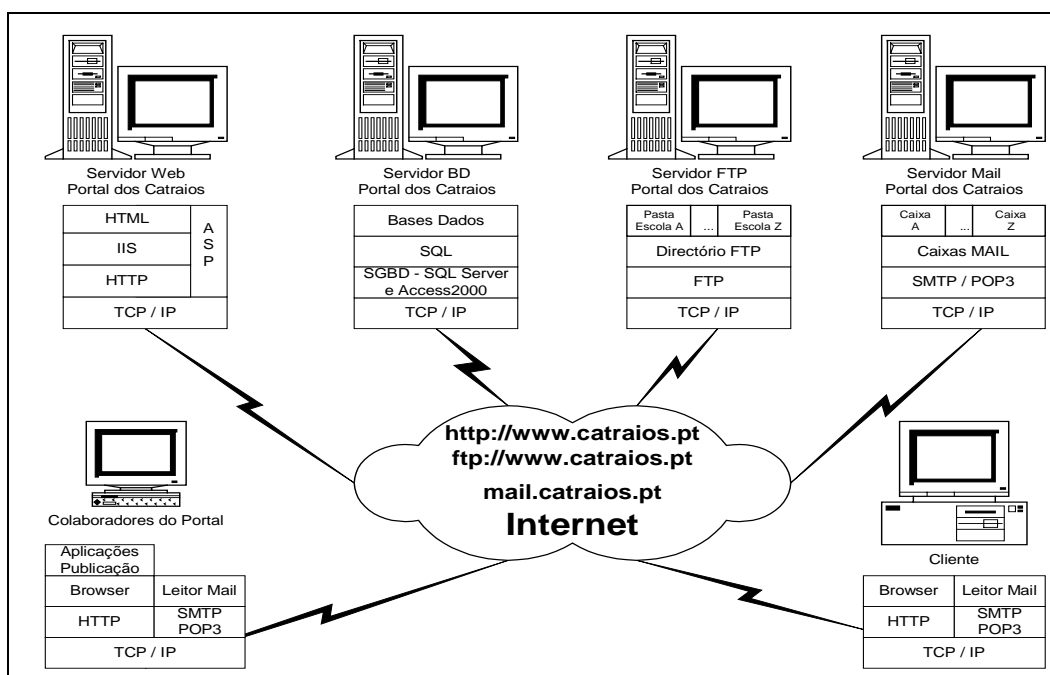 Servidor Web
Portal dos Catraios
HTML
IIS
HTTP
A
S
P
TCP / IP
Servidor BD
Portal dos Catraios
Bases Dados
SQL
SGBD - SQL Server
e Access2000
TCP / IP
Servidor FTP
Portal dos Catraios
Pasta
Escola A
...
Pasta
Escola Z
Directório FTP
FTP
TCP / IP
Servidor Mail
Portal dos Catraios
Caixa
A
...
Caixa
Z
Caixas MAIL
SMTP / POP3
TCP / IP
http://www.catraios.pt
ftp://www.catraios.pt
mail.catraios.pt
Internet
Colaboradores do Portal
Aplicações
Publicação
Browser
Leitor Mail
HTTP
SMTP
POP3
TCP / IP
Cliente
Browser
Leitor Mail
HTTP
SMTP
POP3
TCP / IP